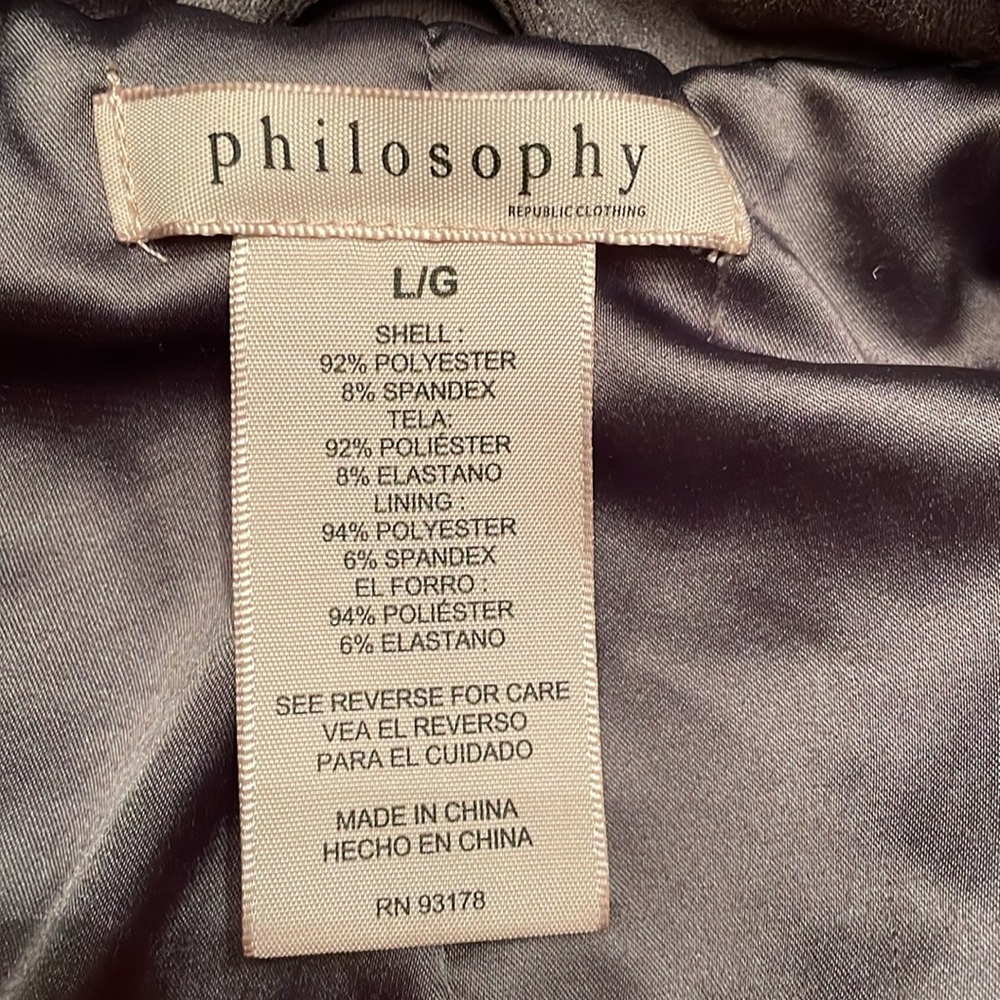 philosophy
REPUBLIC CLOTHING
L/G
SHELL :
92% POLYESTER
8% SPANDEX
TELA:
92% POLIÉSTER
8% ELASTANO
LINING :
94% POLYESTER
6% SPANDEX
EL FORRO :
94% POLIÉSTER
6% ELASTANO
SEE REVERSE FOR CARE
VEA EL REVERSO
PARA EL CUIDADO
MADE IN CHINA
HECHO EN CHINA
RN 93178